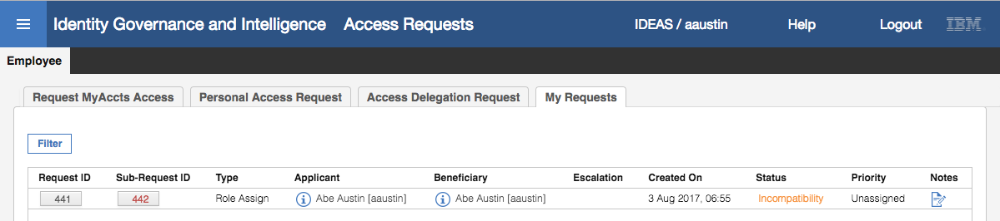 Identity Governance and Intelligence Access Requests IDEAS / aaustin Help Logout IBM
Employee
Request MyAccts Access Personal Access Request Access Delegation Request My Requests
Filter
Request ID Sub-Request ID Type Applicant Beneficiary Escalation Created On Status Priority Notes
441 442 Role Assign Abe Austin [aaustin] Abe Austin [aaustin] 3 Aug 2017, 06:55 Incompatibility Unassigned